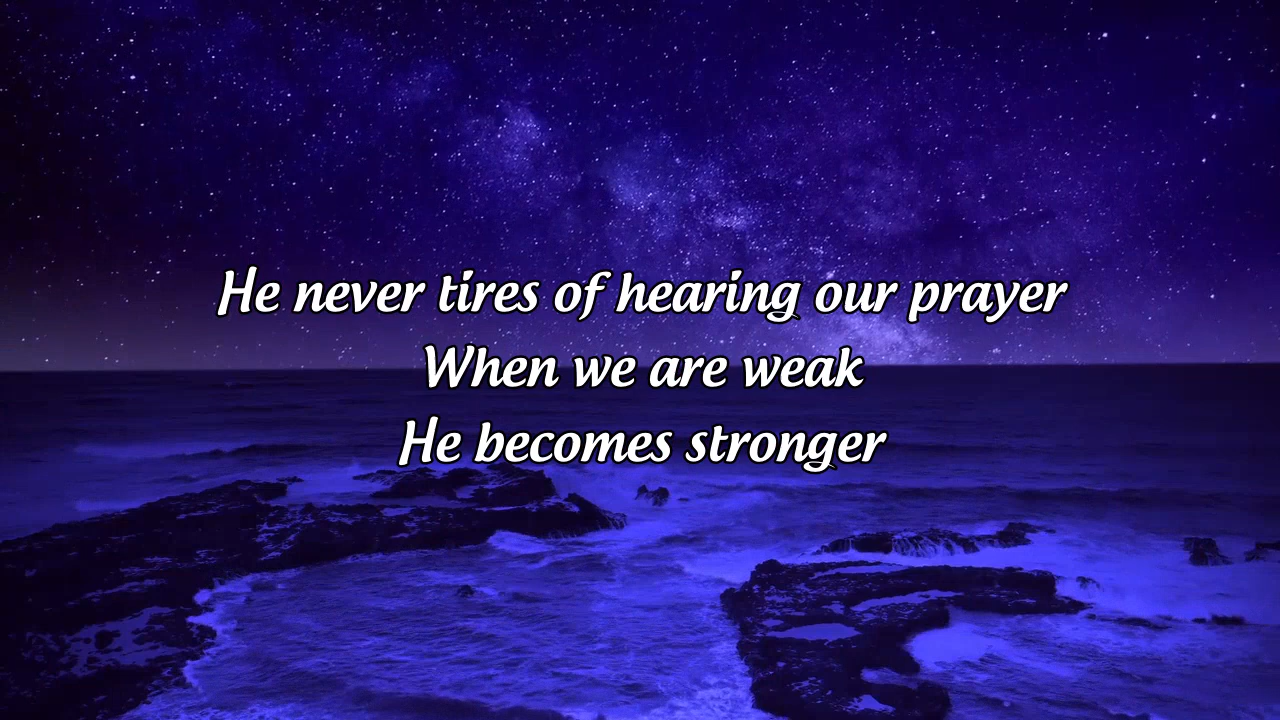 He never tires of hearing our prayer
When we are weak
He becomes stronger